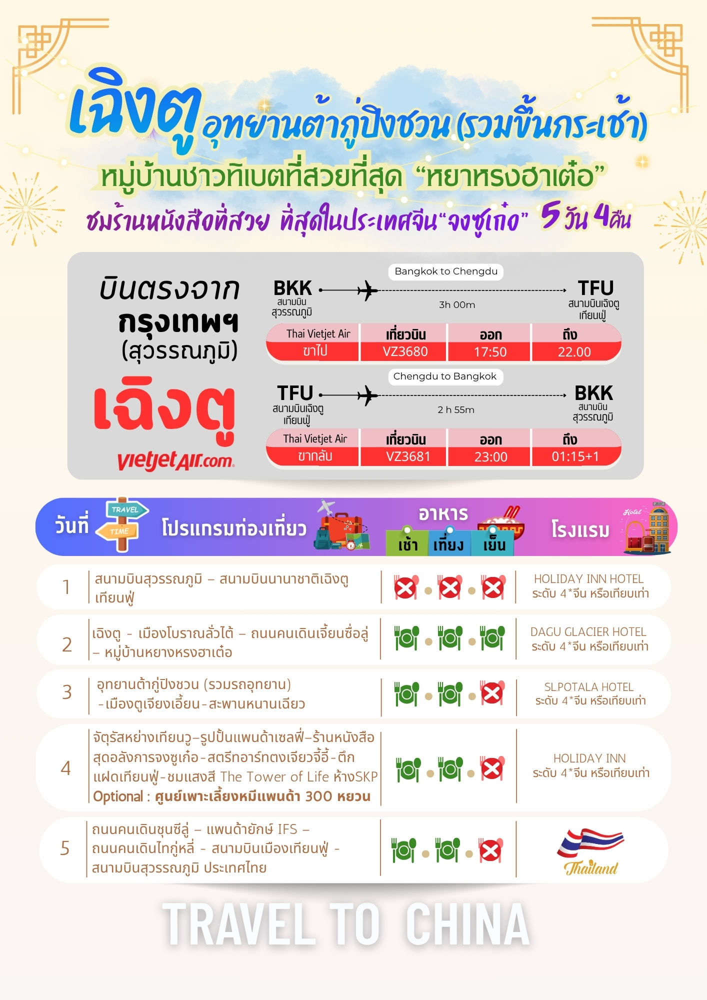 เฉิงตู อุทยานต้ากู่ปิงชวน (รวมขึ้นกระเช้า)
หมู่บ้านชาวทิเบตที่สวยที่สุด “หยาหรงฮาเต๋อ”
ชมร้านหนังสือที่สวย ที่สุดในประเทศจีน“จงซูเก๋อ” 5 วัน 4คืน
บินตรงจาก
กรุงเทพฯ
(สุวรรณภูมิ)
เฉิงตู
vietjetAir.com
Bangkok to Chengdu
BKK
สนามบิน
สุวรรณภูมิ
3h 00m
TFU
สนามบินเฉิงตู
เทียนฟู่
Thai Vietjet Air เที่ยวบิน ออก ถึง
ขาไป VZ3680 17:50 22.00
Chengdu to Bangkok
TFU
สนามบินเฉิงตู
เทียนฟู่
2 h 55m
BKK
สนามบิน
สุวรรณภูมิ
Thai Vietjet Air เที่ยวบิน ออก ถึง
ขากลับ VZ3681 23:00 01:15+1
วันที่
TRAVEL
TIME
โปรแกรมท่องเที่ยว
อาหาร
เช้า เที่ยง เย็น
โรงแรม
Hotel
1
สนามบินสุวรรณภูมิ – สนามบินนานาชาติเฉิงตู
เทียนฟู่
HOLIDAY INN HOTEL
ระดับ 4*จีน หรือเทียบเท่า
2
เฉิงตู - เมืองโบราณลั่วไต้ – ถนนคนเดินเจี้ยนซื่อลู่
– หมู่บ้านหยางหรงฮาเต๋อ
DAGU GLACIER HOTEL
ระดับ 4*จีน หรือเทียบเท่า
3
อุทยานต้ากู่ปิงชวน (รวมรถอุทยาน)
-เมืองตูเจียงเอี้ยน-สะพานหนานเฉียว
SL.POTALA HOTEL
ระดับ 4*จีน หรือเทียบเท่า
4
จัตุรัสหย่างเทียนวู–รูปปั้นแพนด้าเซลฟี่–ร้านหนังสือ
สุดอลังการจงซูเก๋อ-สตรีทอาร์ทตงเจียวจี้อี้-ตึก
แฝดเทียนฟู่-ชมแสงสี The Tower of Life ห้างSKP
Optional : ศูนย์เพาะเลี้ยงหมีแพนด้า 300 หยวน
HOLIDAY INN
ระดับ 4*จีน หรือเทียบเท่า
5
ถนนคนเดินชุนซีลู่ – แพนด้ายักษ์ IFS –
ถนนคนเดินไทกู่หลี่ - สนามบินเมืองเทียนฟู่ -
สนามบินสุวรรณภูมิ ประเทศไทย
Thailand
TRAVEL TO CHINA